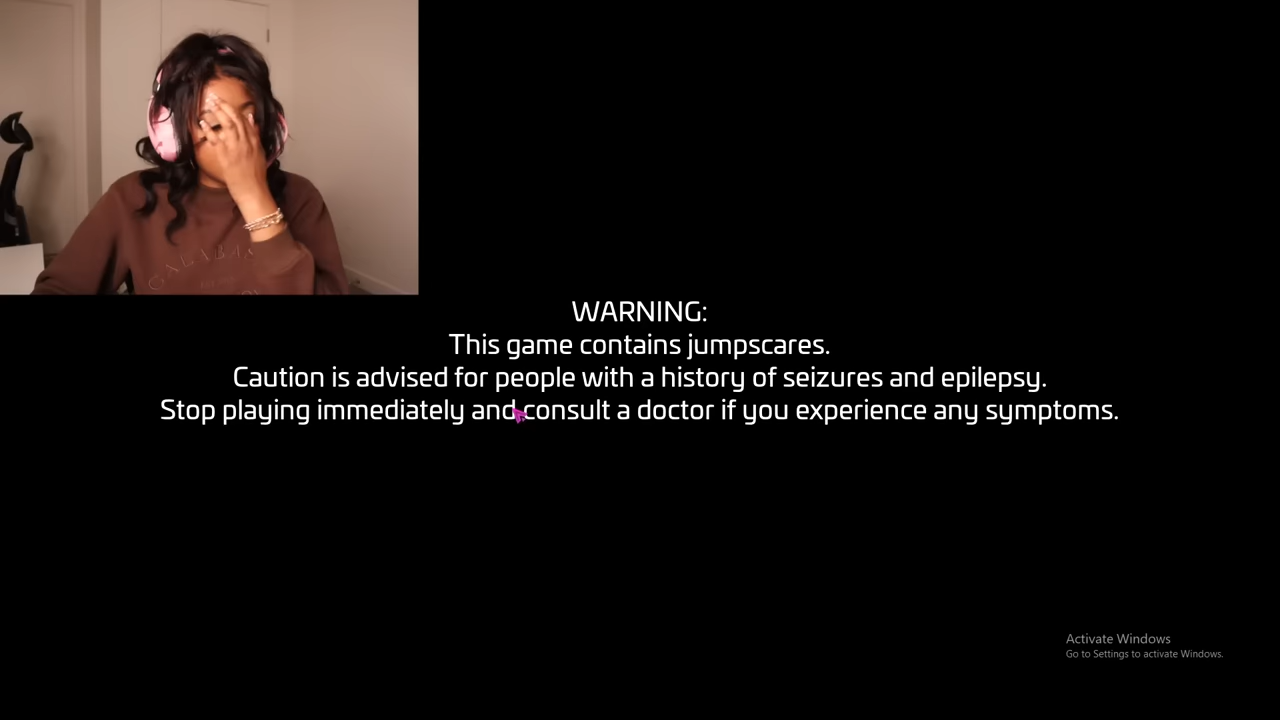 WARNING:
This game contains jumpscares.
Caution is advised for people with a history of seizures and epilepsy.
Stop playing immediately and consult a doctor if you experience any symptoms.
Activate Windows
Go to Settings to activate Windows.